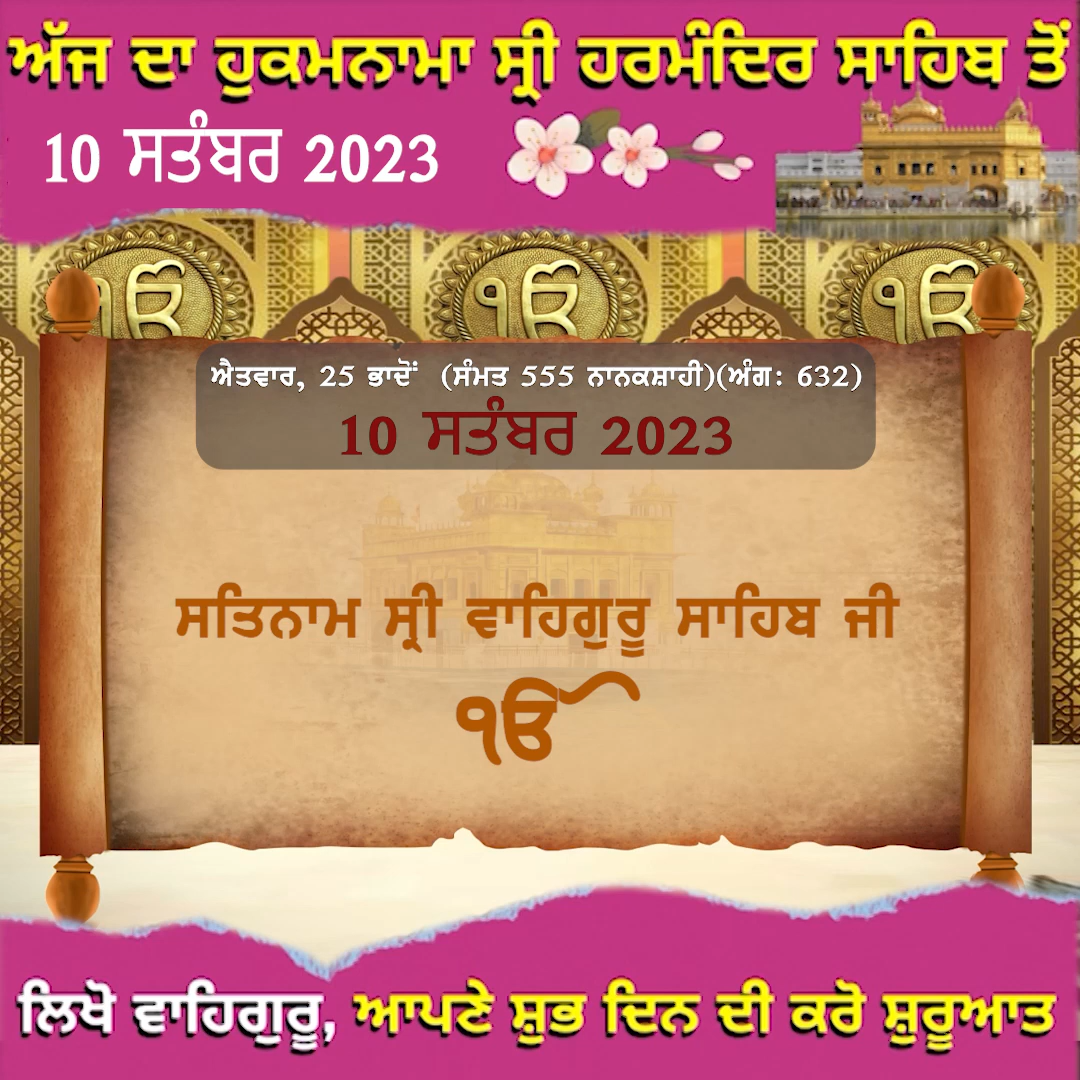 ਅੱਜ ਦਾ ਹੁਕਮਨਾਮਾ ਸ੍ਰੀ ਹਰਮੰਦਿਰ ਸਾਹਿਬ ਤੋਂ
10 ਸਤੰਬਰ 2023
ੴ ੴ ੴ
ਐਤਵਾਰ, 25 ਭਾਦੋਂ (ਸੰਮਤ 555 ਨਾਨਕਸ਼ਾਹੀ)(ਅੰਗ: 632)
10 ਸਤੰਬਰ 2023
ਸਤਿਨਾਮ ਸ੍ਰੀ ਵਾਹਿਗੁਰੂ ਸਾਹਿਬ ਜੀ
ੴ
ਲਿਖੋ ਵਾਹਿਗੁਰੂ, ਆਪਣੇ ਸ਼ੁਭ ਦਿਨ ਦੀ ਕਰੋ ਸ਼ੁਰੂਆਤ